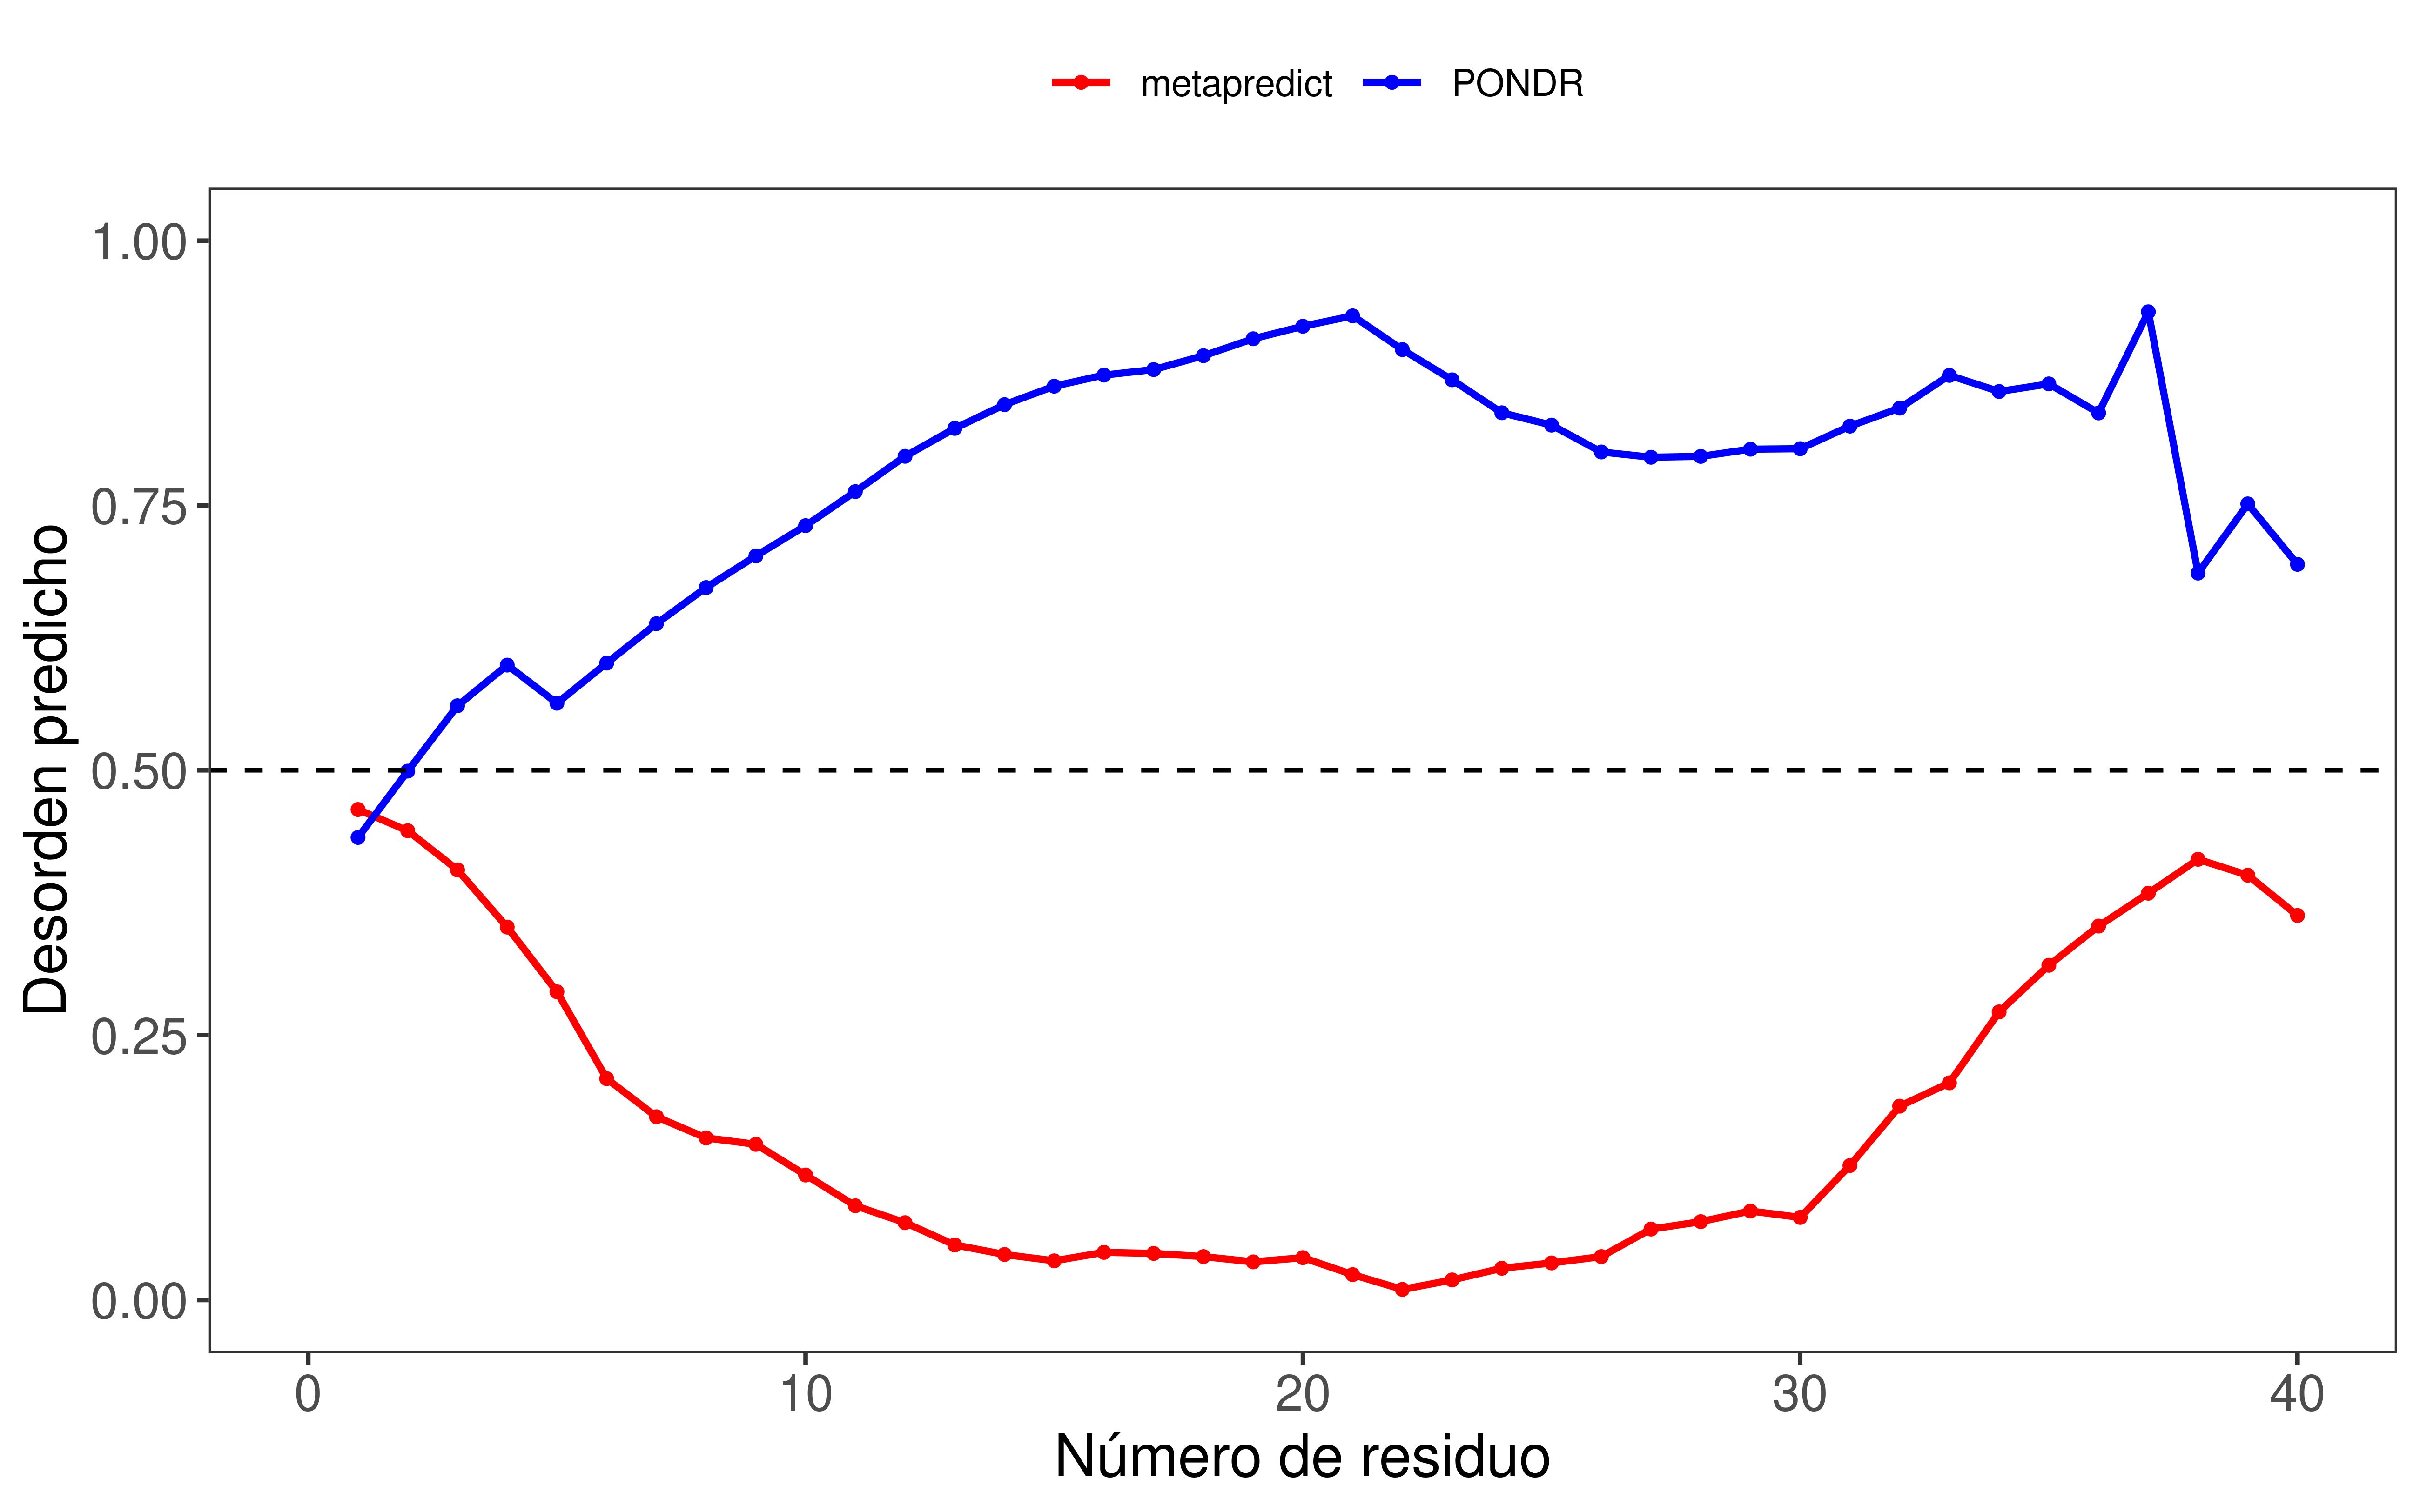 metapredict PONDR
1.00
0.75
0.50
0.25
0.00
Desorden predicho
0 10 20 30 40
Número de residuo